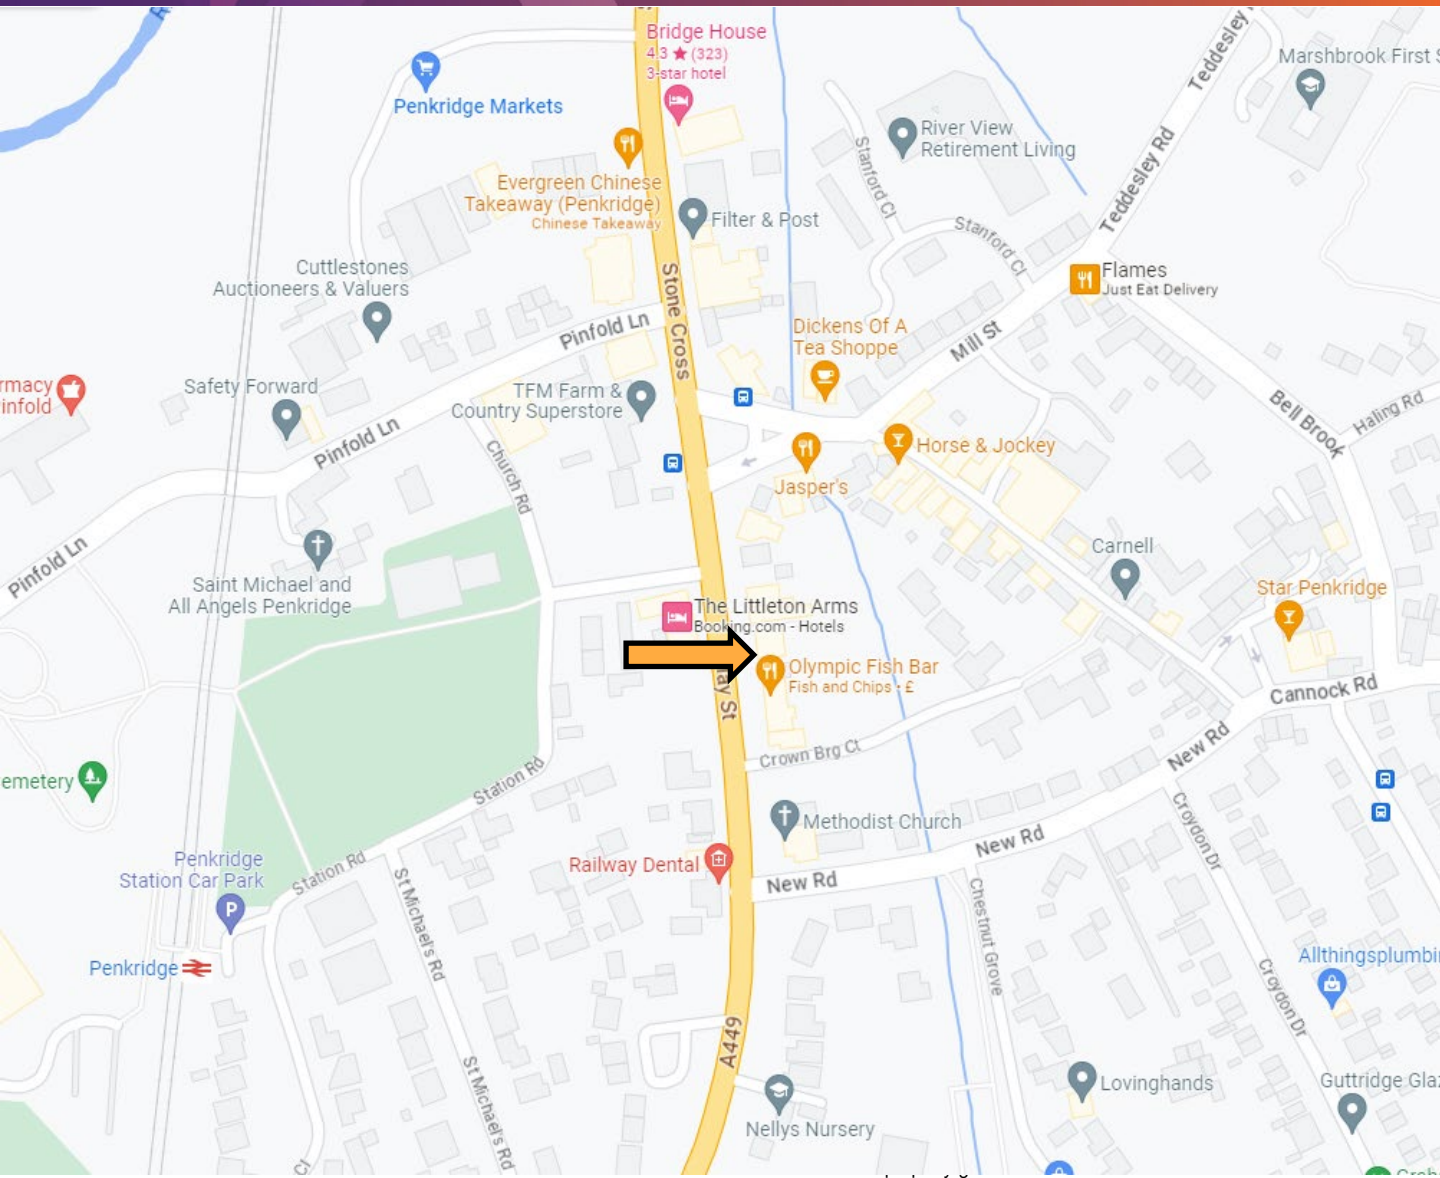 Bridge House
4.3 ★ (323)
3-star hotel
Teddesley
Marshbrook First
Penkridge Markets
River View
Retirement Living
Stanford Ct
Teddesley Rd
Evergreen Chinese
Takeaway (Penkridge)
Chinese Takeaway
Filter & Post
Stanford Ct
Cuttlestones
Auctioneers & Valuers
Stone Cross
Flames
Just Eat Delivery
Pinfold Ln
Dickens Of A
Tea Shoppe
Mill St
rmacy
infold
Safety Forward
TFM Farm &
Country Superstore
Bell Brook
Haling Rd
Pinfold Ln
Church Rd
Horse & Jockey
Jasper's
Pinfold Ln
Saint Michael and
All Angels Penkridge
Carnell
Star Penkridge
The Littleton Arms
Booking.com - Hotels
Olympic Fish Bar
Fish and Chips · £
ay St
Cannock Rd
Crown Brg Ct
New Rd
emetery
Station Rd
Methodist Church
Croydon Dr
New Rd
Railway Dental
Penkridge
Station Car Park
P
Station Rd
New Rd
St Michael's Rd
Chestnut Grove
Penkridge
Allthingsplumbi
Croydon Dr
A449
St Michael's Rd
Lovinghands
Guttridge Gla
Nellys Nursery